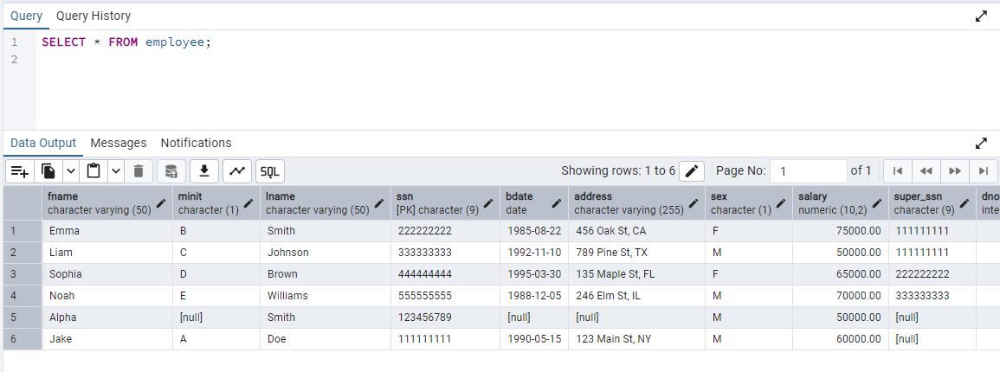 Query Query History
1 SELECT * FROM employee;
2
Data Output Messages Notifications
SQL Showing rows: 1 to 6 Page No: 1 of 1
fname minit lname ssn bdate address sex salary super_ssn dno
character varying (50) character (1) character varying (50) [PK] character (9) date character varying (255) character (1) numeric (10,2) character (9) inte
1 Emma B Smith 222222222 1985-08-22 456 Oak St, CA F 75000.00 111111111
2 Liam C Johnson 333333333 1992-11-10 789 Pine St, TX M 50000.00 111111111
3 Sophia D Brown 444444444 1995-03-30 135 Maple St, FL F 65000.00 222222222
4 Noah E Williams 555555555 1988-12-05 246 Elm St, IL M 70000.00 333333333
5 Alpha [null] Smith 123456789 [null] [null] M 50000.00 [null]
6 Jake A Doe 111111111 1990-05-15 123 Main St, NY M 60000.00 [null]